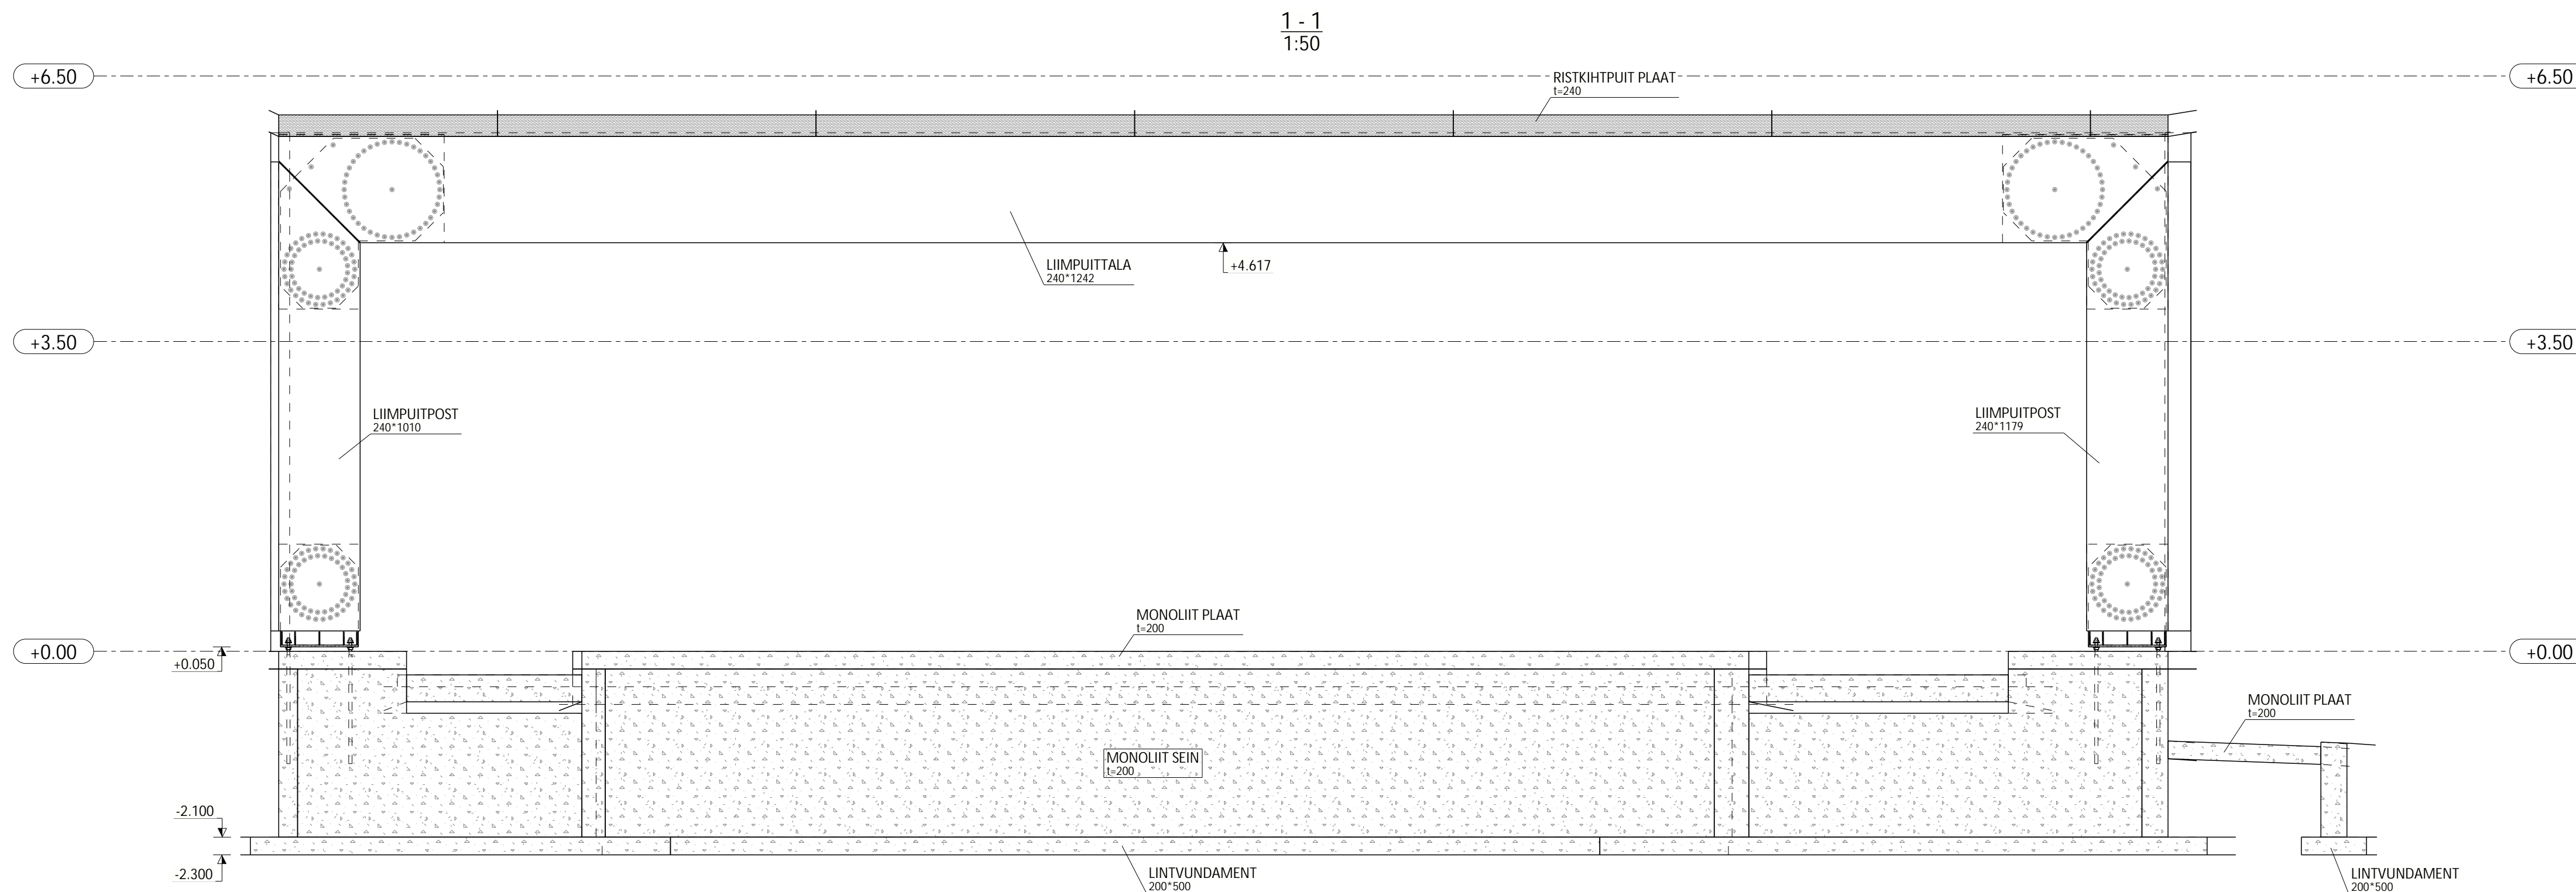 1 - 1
1:50
+6.50
RISTKIHTPUIT PLAAT
t=240
+6.50
LIIMPUITTALA
240*1242
+4.617
+3.50
+3.50
LIIMPUITPOST
240*1010
LIIMPUITPOST
240*1179
MONOLIIT PLAAT
t=200
+0.00
+0.050
+0.00
MONOLIIT PLAAT
t=200
MONOLIIT SEIN
t=200
-2.100
-2.300
LINTVUNDAMENT
200*500
LINTVUNDAMENT
200*500